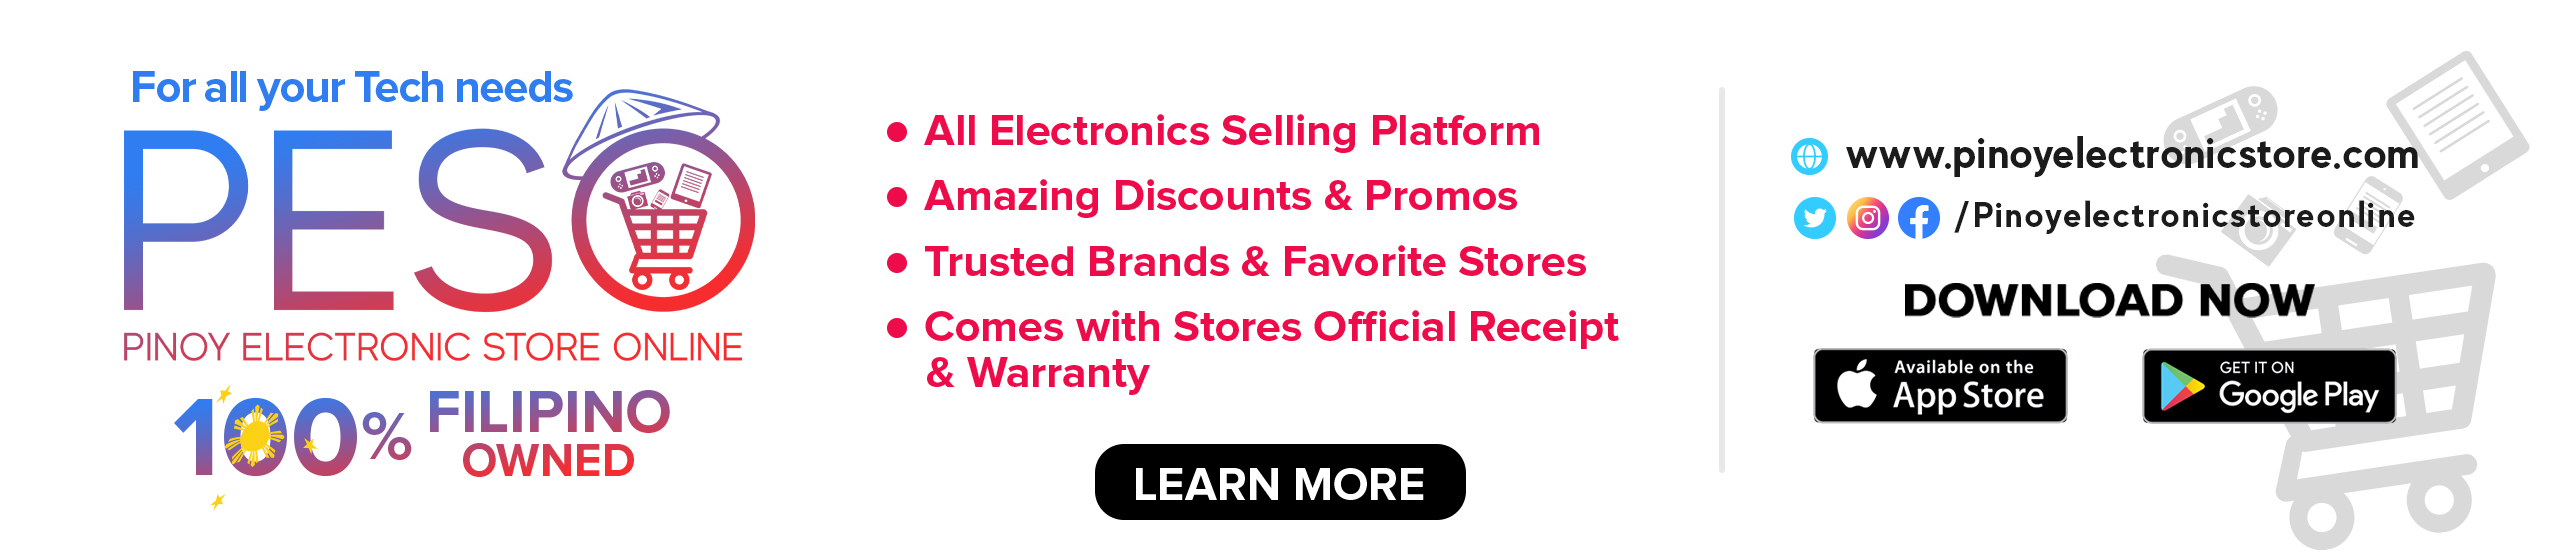 For all your Tech needs
PESO
PINOY ELECTRONIC STORE ONLINE
100% FILIPINO
OWNED
All Electronics Selling Platform
Amazing Discounts & Promos
Trusted Brands & Favorite Stores
Comes with Stores Official Receipt
& Warranty
LEARN MORE
www.pinoyelectronicstore.com
/Pinoyelectronicstoreonline
DOWNLOAD NOW
Available on the
App Store
GET IT ON
Google Play